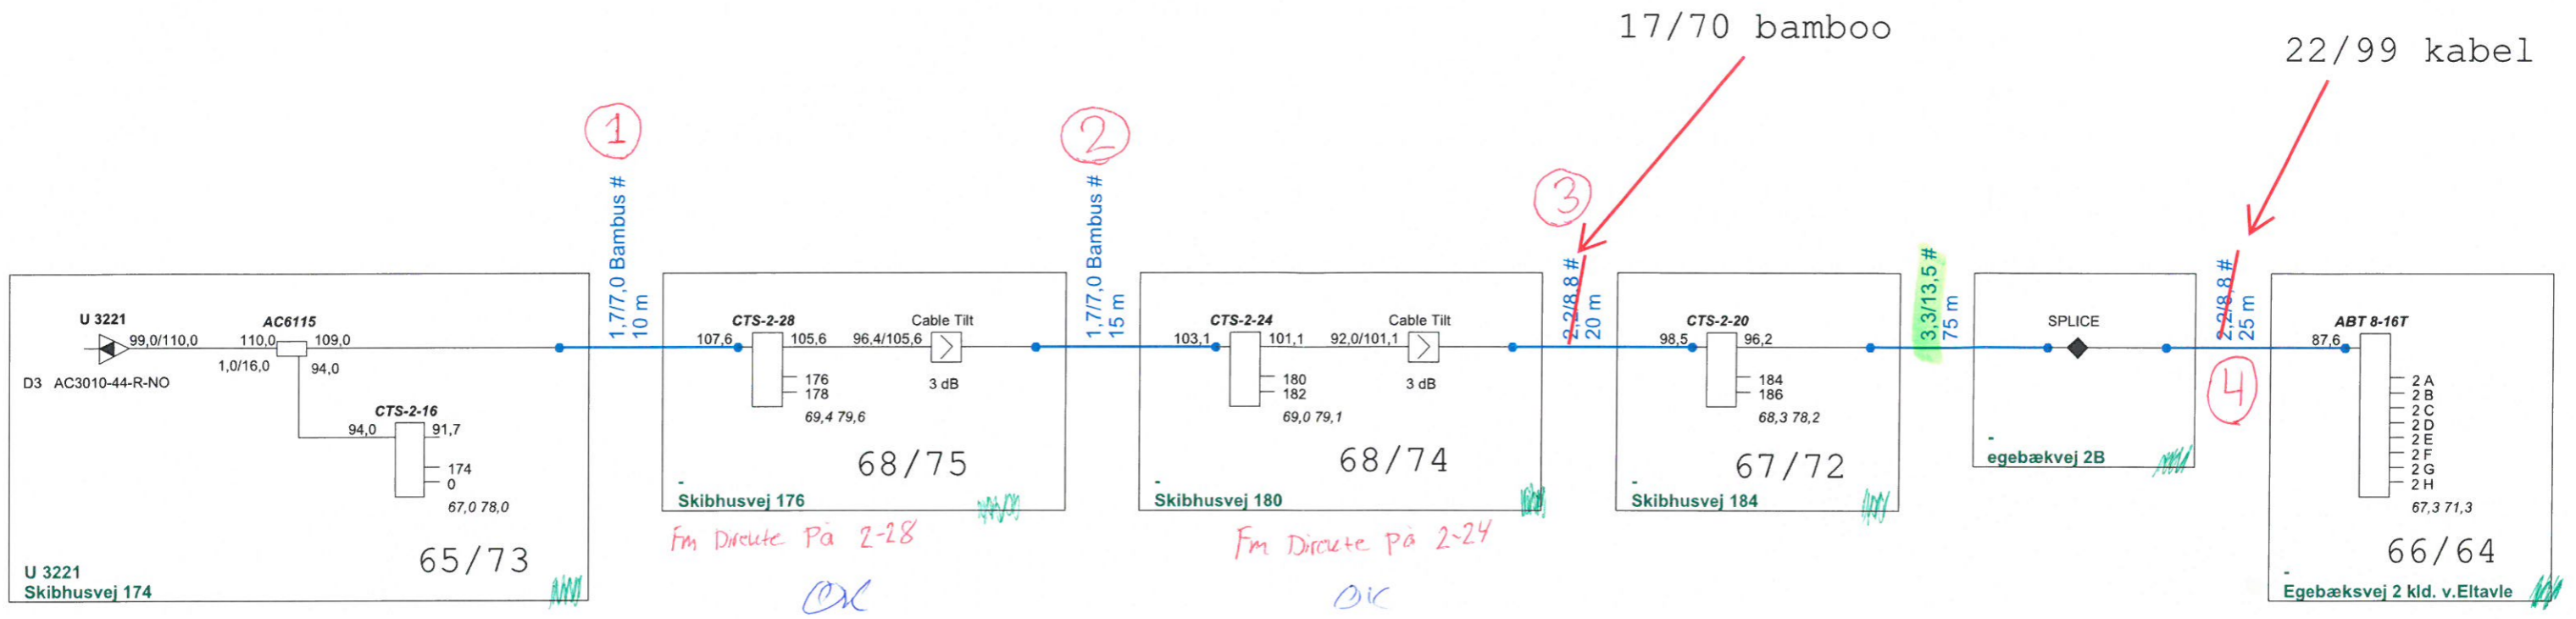 17/70 bamboo
22/99 kabel
1
2
3
4
1,7/7,0 Bambus #
10 m
1,7/7,0 Bambus #
15 m
2,2/8,8 #
20 m
3,3/13,5 #
75 m
2,2/8,8 #
25 m
U 3221
99,0/110,0
D3 AC3010-44-R-NO
AC6115
110,0
109,0
1,0/16,0
94,0
CTS-2-16
94,0
91,7
174
0
67,0 78,0
65/73
U 3221
Skibhusvej 174
CTS-2-28
107,6
105,6
96,4/105,6
Cable Tilt
3 dB
176
178
69,4 79,6
68/75
-
Skibhusvej 176
Fm Direkte På 2-28
OK
CTS-2-24
103,1
101,1
92,0/101,1
Cable Tilt
3 dB
180
182
69,0 79,1
68/74
-
Skibhusvej 180
Fm Direkte på 2-24
OK
CTS-2-20
98,5
96,2
184
186
68,3 78,2
67/72
-
Skibhusvej 184
SPLICE
-
egebækvej 2B
ABT 8-16T
87,6
2 A
2 B
2 C
2 D
2 E
2 F
2 G
2 H
67,3 71,3
66/64
-
Egebæksvej 2 kld. v.Eltavle